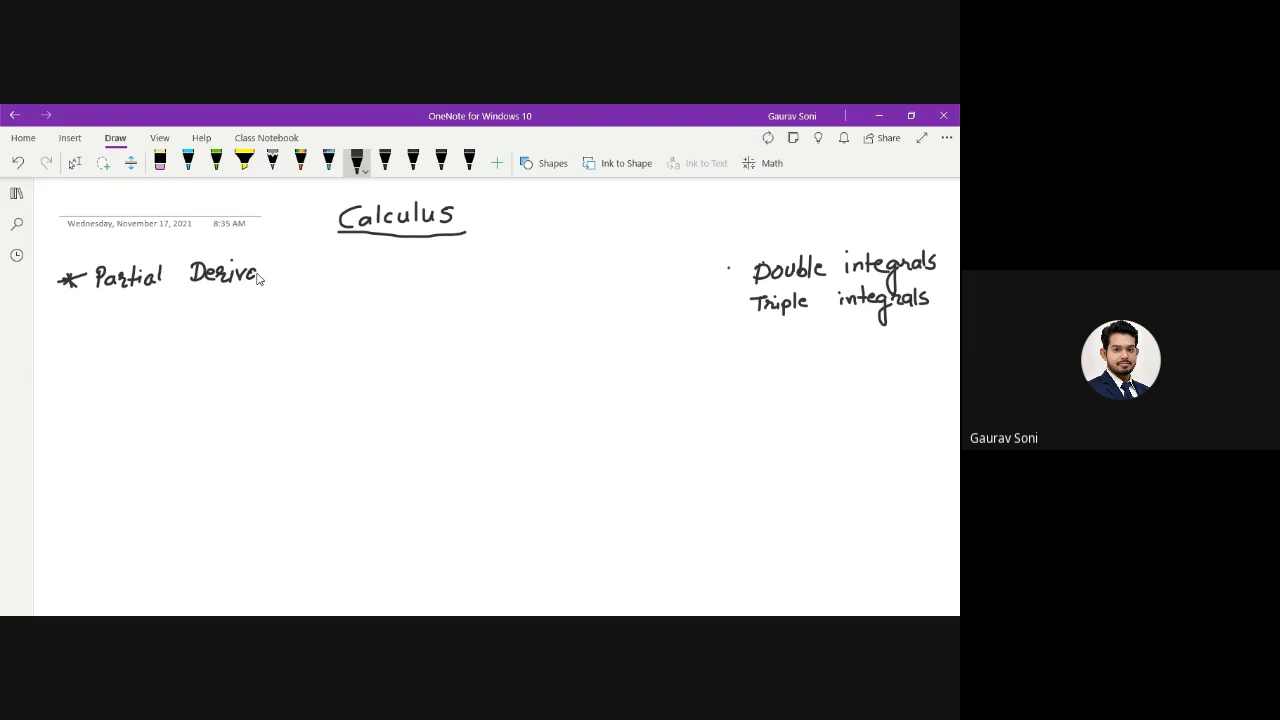 OneNote for Windows 10
Gaurav Soni
Home Insert Draw View Help Class Notebook
Share
Shapes Ink to Shape Ink to Text Math
Calculus
Wednesday, November 17, 2021 8:35 AM
* Partial Deriva
Double integrals
Triple integrals
Gaurav Soni